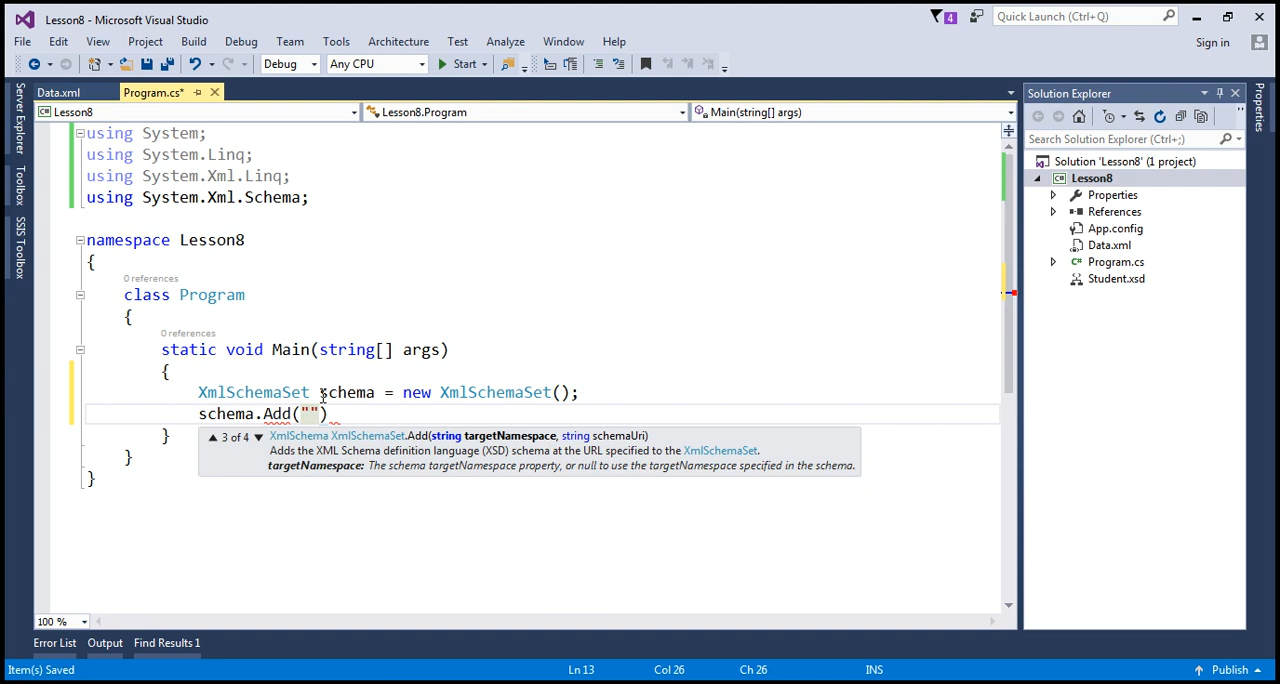 Lesson8 - Microsoft Visual Studio
4
Quick Launch (Ctrl+Q)
File Edit View Project Build Debug Team Tools Architecture Test Analyze Window Help
Sign in
Debug Any CPU Start
Data.xml Program.cs*
Lesson8 Lesson8.Program Main(string[] args)
Server Explorer
Toolbox
SSIS Toolbox
using System;
using System.Linq;
using System.Xml.Linq;
using System.Xml.Schema;
namespace Lesson8
{
0 references
class Program
{
0 references
static void Main(string[] args)
{
XmlSchemaSet schema = new XmlSchemaSet();
schema.Add("")
}
}
}
3 of 4 XmlSchema XmlSchemaSet.Add(string targetNamespace, string schemaUri)
Adds the XML Schema definition language (XSD) schema at the URL specified to the XmlSchemaSet.
targetNamespace: The schema targetNamespace property, or null to use the targetNamespace specified in the schema.
100 %
Solution Explorer
Search Solution Explorer (Ctrl+;)
Solution 'Lesson8' (1 project)
Lesson8
Properties
References
App.config
Data.xml
Program.cs
Student.xsd
Properties
Error List Output Find Results 1
Item(s) Saved Ln 13 Col 26 Ch 26 INS Publish